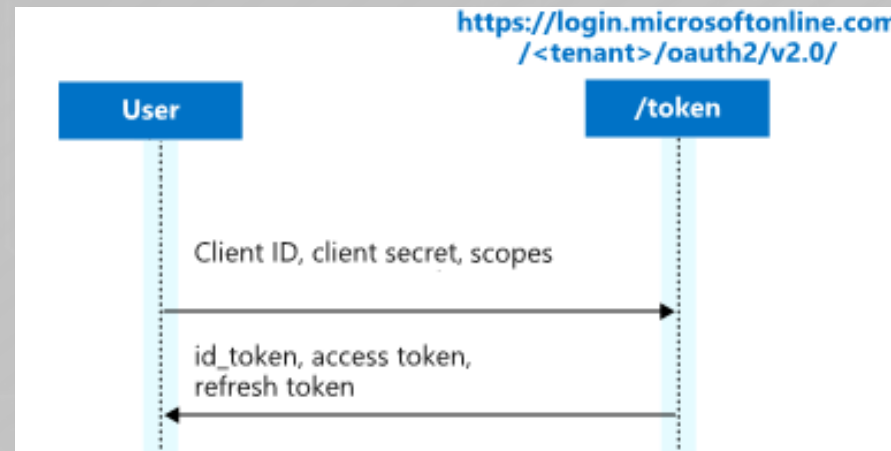 https://login.microsoftonline.com
/<tenant>/oauth2/v2.0/
User
/token
Client ID, client secret, scopes
id_token, access token,
refresh token